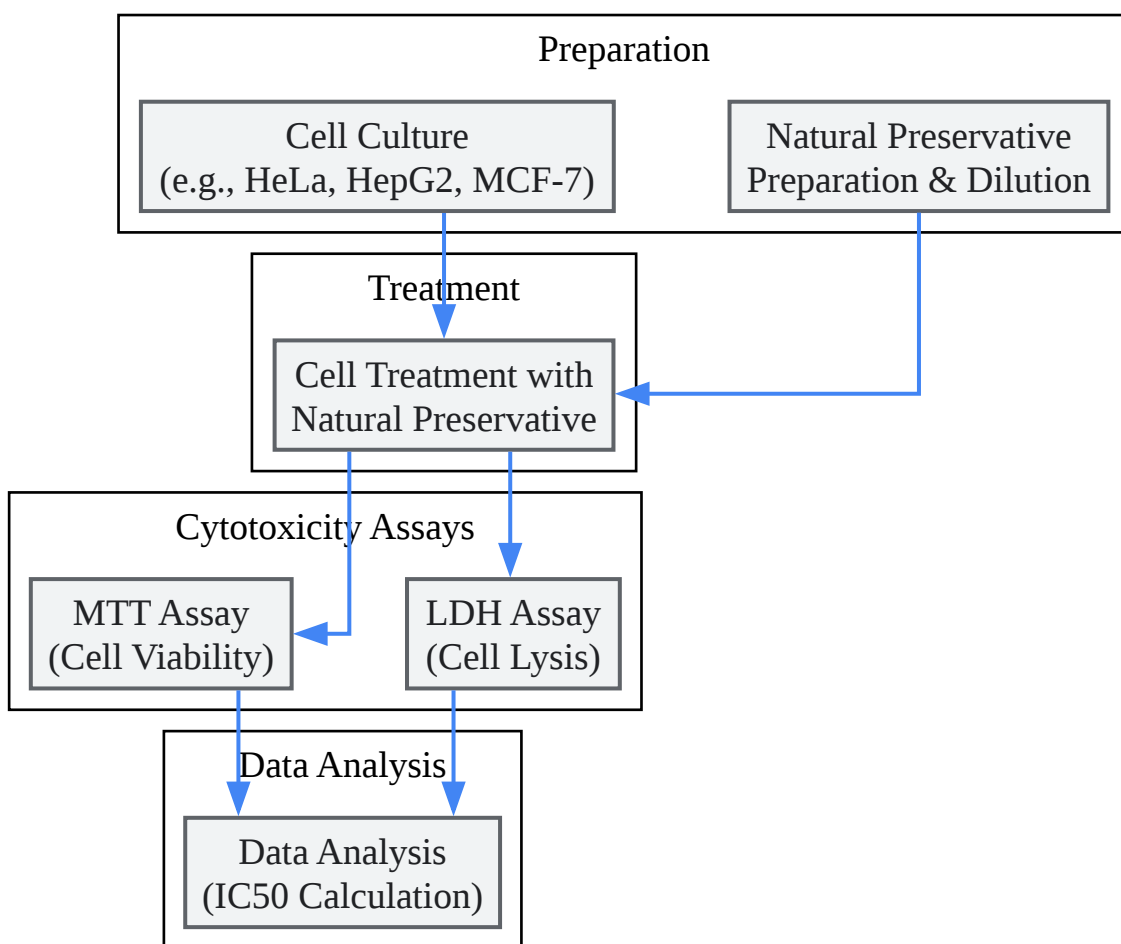 Preparation
Cell Culture
(e.g., HeLa, HepG2, MCF-7)
Natural Preservative
Preparation & Dilution
Treatment
Cell Treatment with
Natural Preservative
Cytotoxicity Assays
MTT Assay
(Cell Viability)
LDH Assay
(Cell Lysis)
Data Analysis
Data Analysis
(IC50 Calculation)